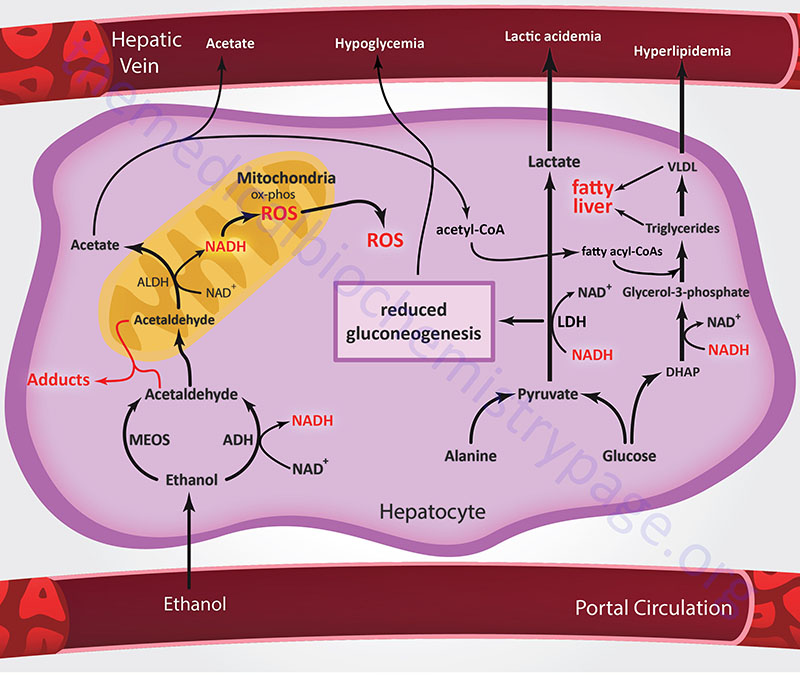 Hepatic
Vein
Acetate
Hypoglycemia
Lactic acidemia
Hyperlipidemia
Mitochondria
ox-phos
ROS
ROS
NADH
Acetate
ALDH
NAD+
Acetaldehyde
Adducts
Acetaldehyde
MEOS
ADH
NADH
NAD+
Ethanol
acetyl-CoA
reduced
gluconeogenesis
Lactate
NAD+
LDH
NADH
Pyruvate
Alanine
Glucose
VLDL
fatty
liver
Triglycerides
fatty acyl-CoAs
Glycerol-3-phosphate
NAD+
NADH
DHAP
Hepatocyte
Ethanol
Portal Circulation
themedicalbiochemistrypage.org